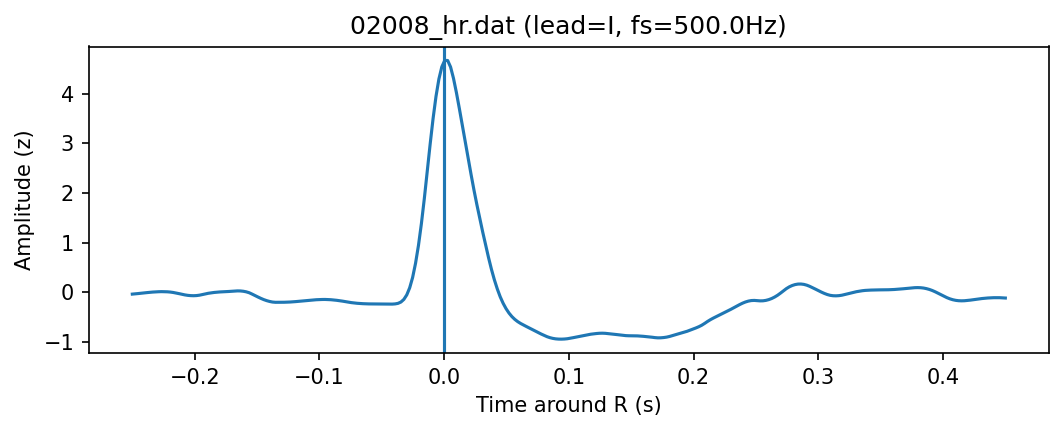 02008_hr.dat (lead=I, fs=500.0Hz)
Amplitude (z)
4
3
2
1
0
−1
−0.2 −0.1 0.0 0.1 0.2 0.3 0.4
Time around R (s)